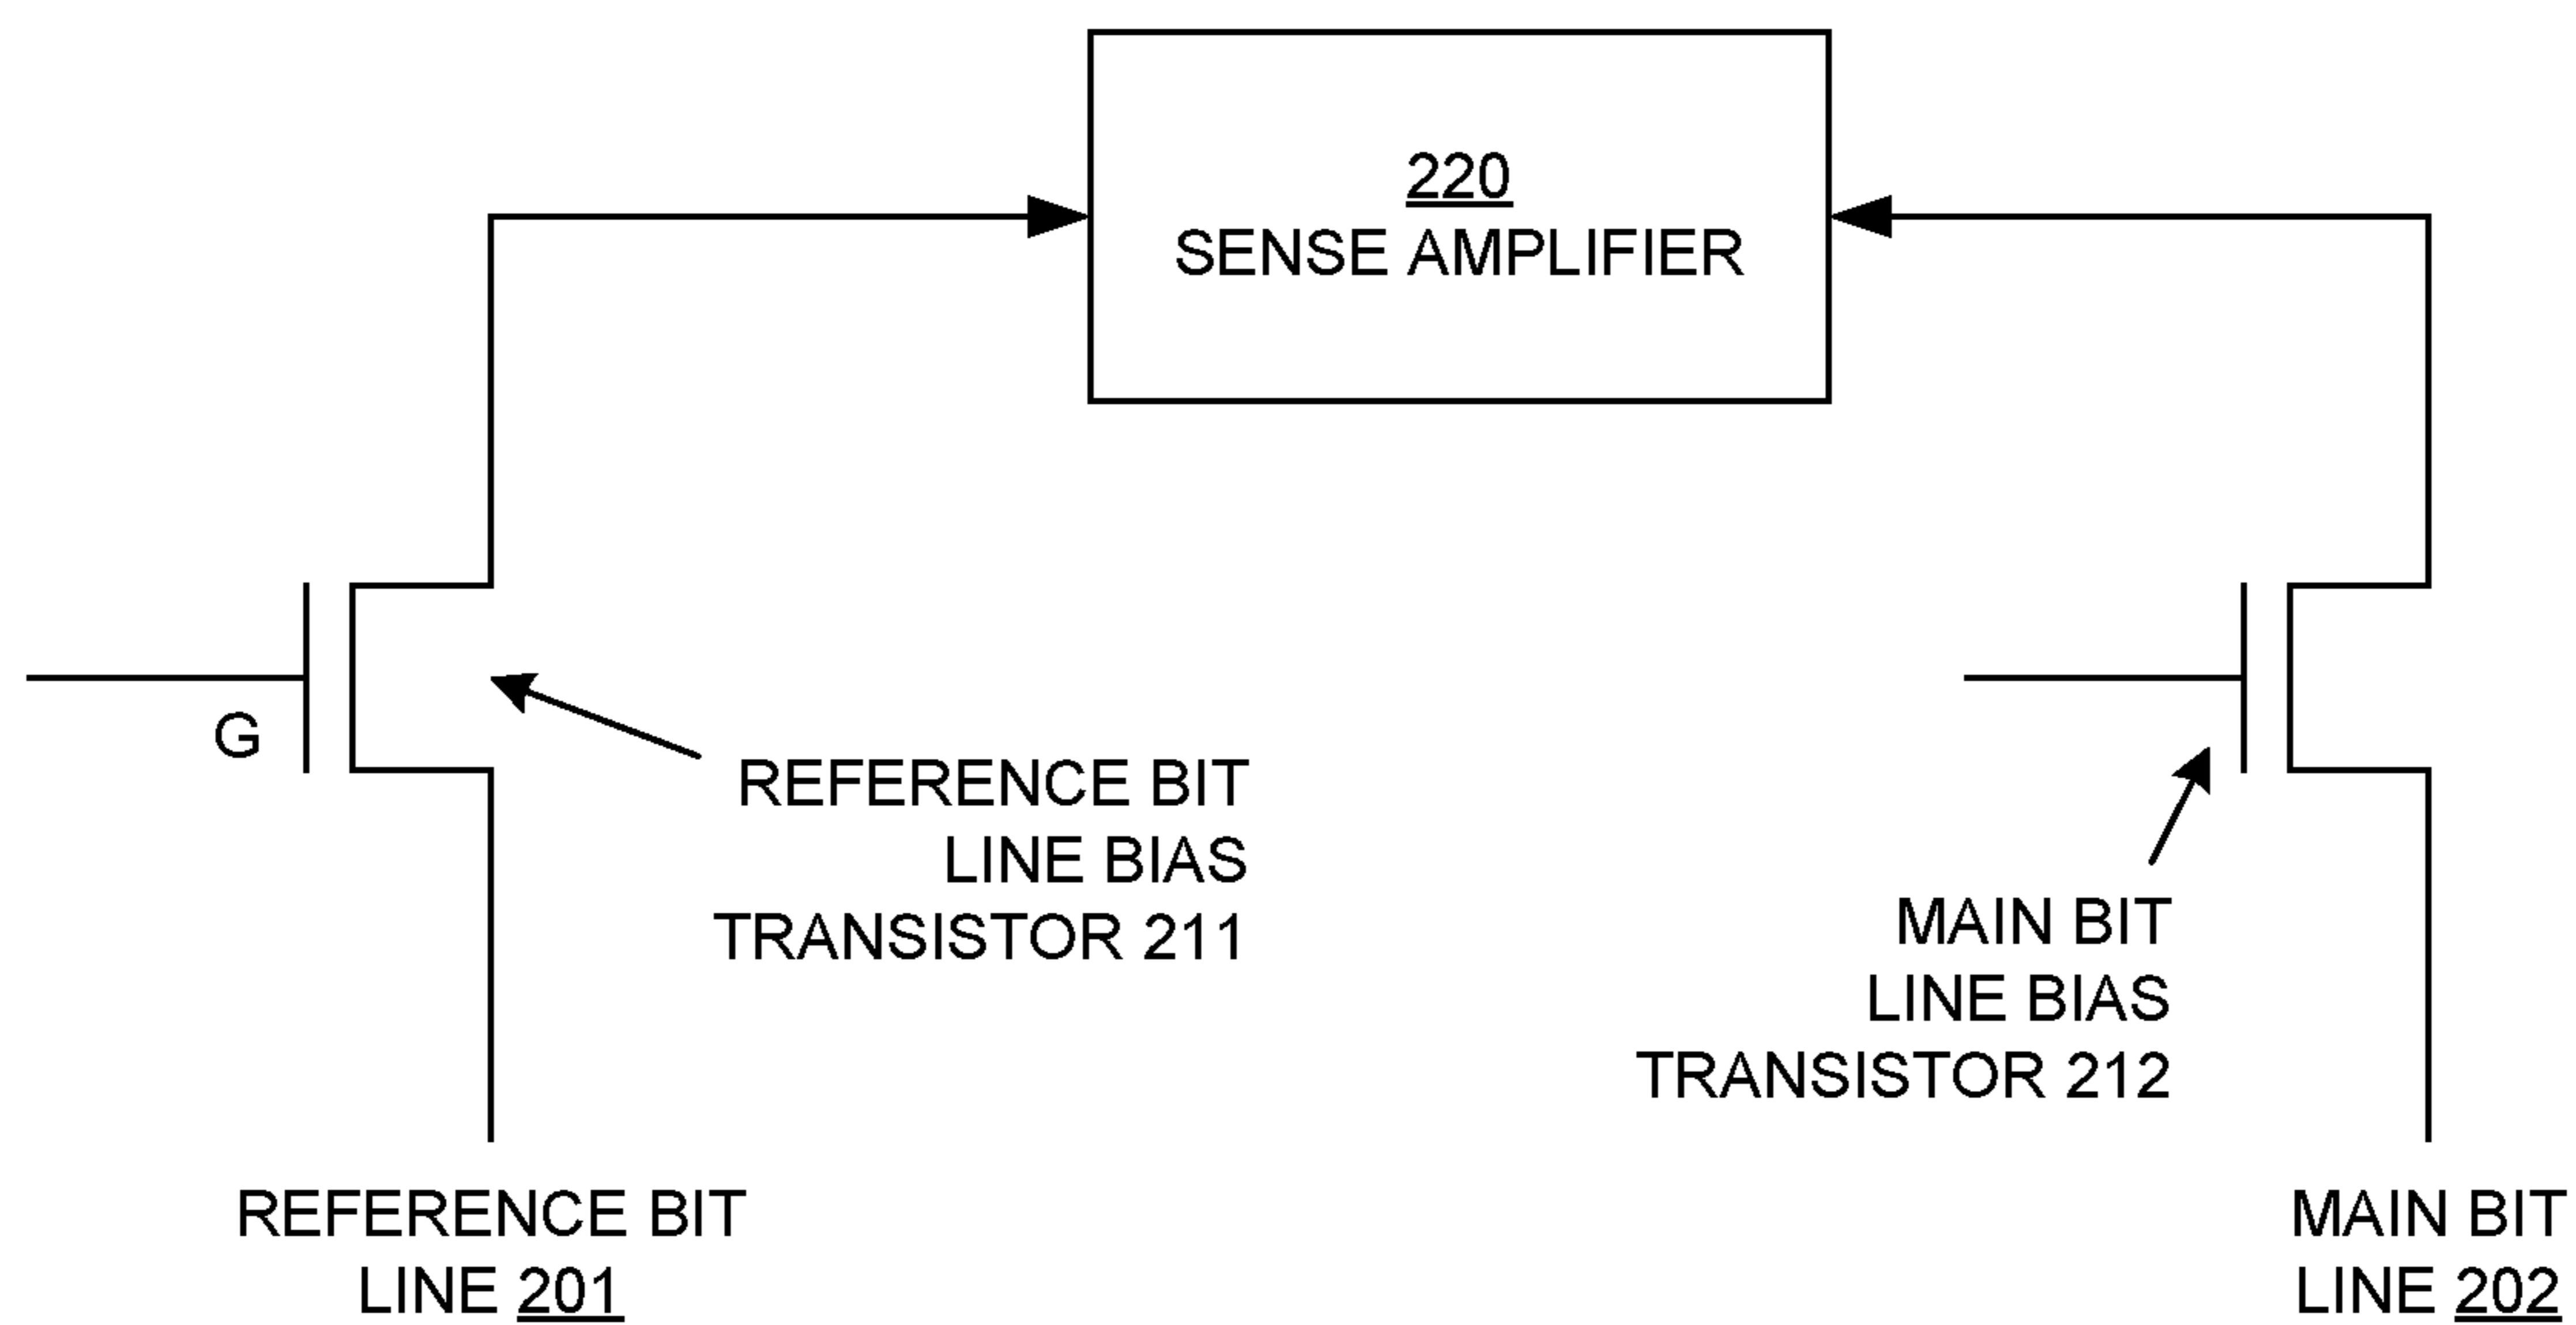 220
SENSE AMPLIFIER
G
REFERENCE BIT
LINE BIAS
TRANSISTOR 211
MAIN BIT
LINE BIAS
TRANSISTOR 212
REFERENCE BIT
LINE 201
MAIN BIT
LINE 202